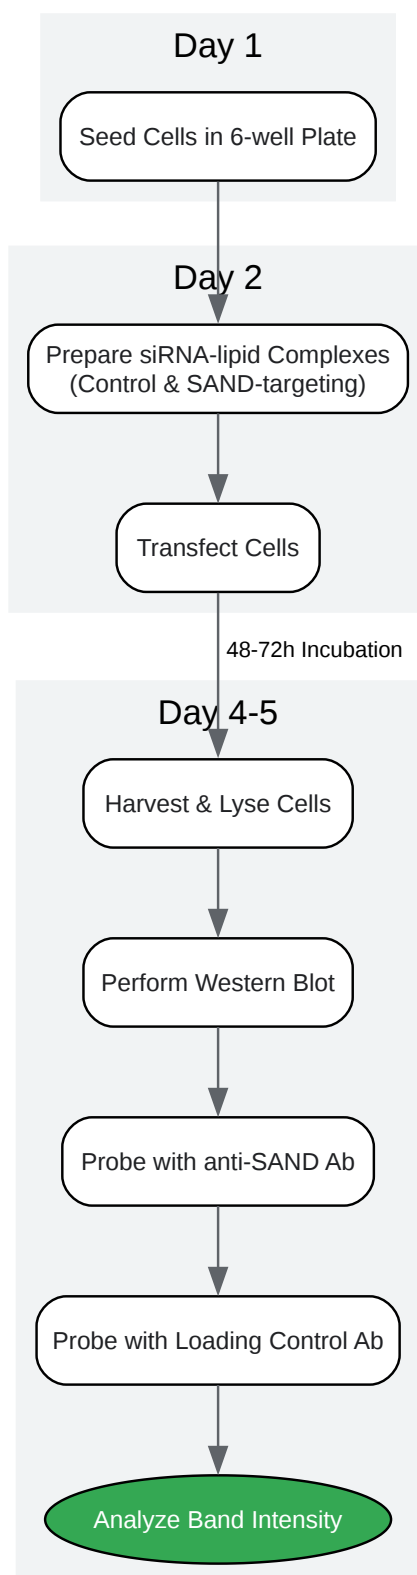 Day 1
Seed Cells in 6-well Plate
Day 2
Prepare siRNA-lipid Complexes
(Control & SAND-targeting)
Transfect Cells
48-72h Incubation
Day 4-5
Harvest & Lyse Cells
Perform Western Blot
Probe with anti-SAND Ab
Probe with Loading Control Ab
Analyze Band Intensity